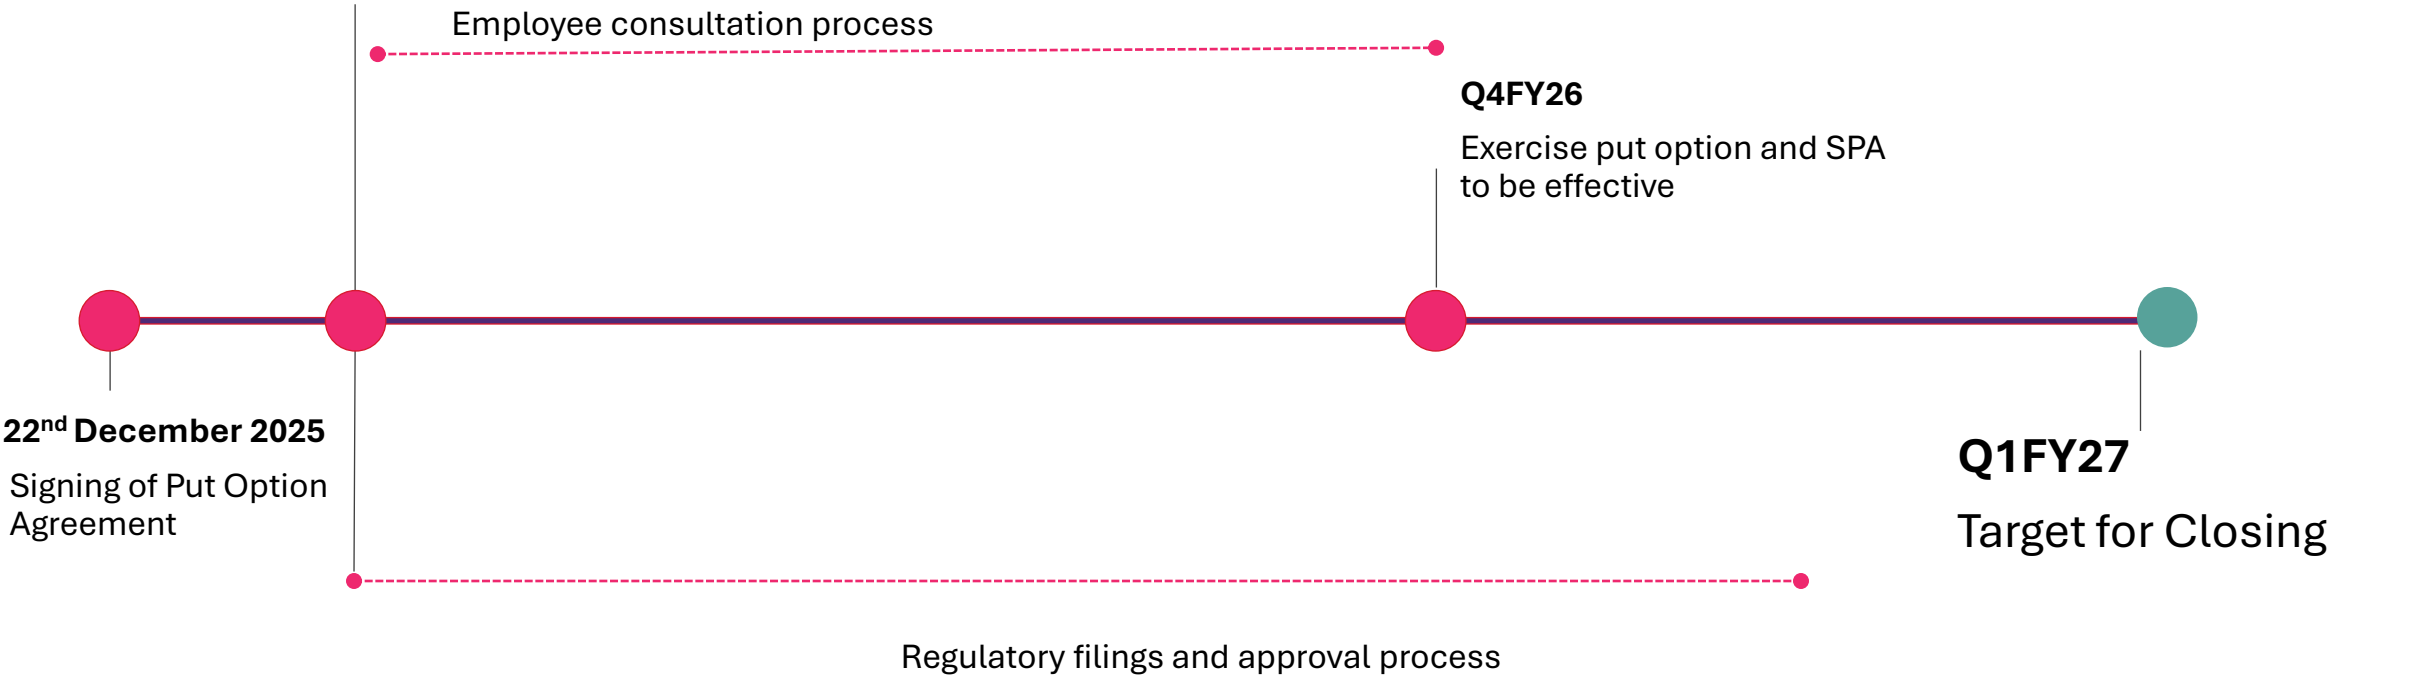 Employee consultation process
Q4FY26
Exercise put option and SPA
to be effective
22nd December 2025
Signing of Put Option
Agreement
Q1FY27
Target for Closing
Regulatory filings and approval process